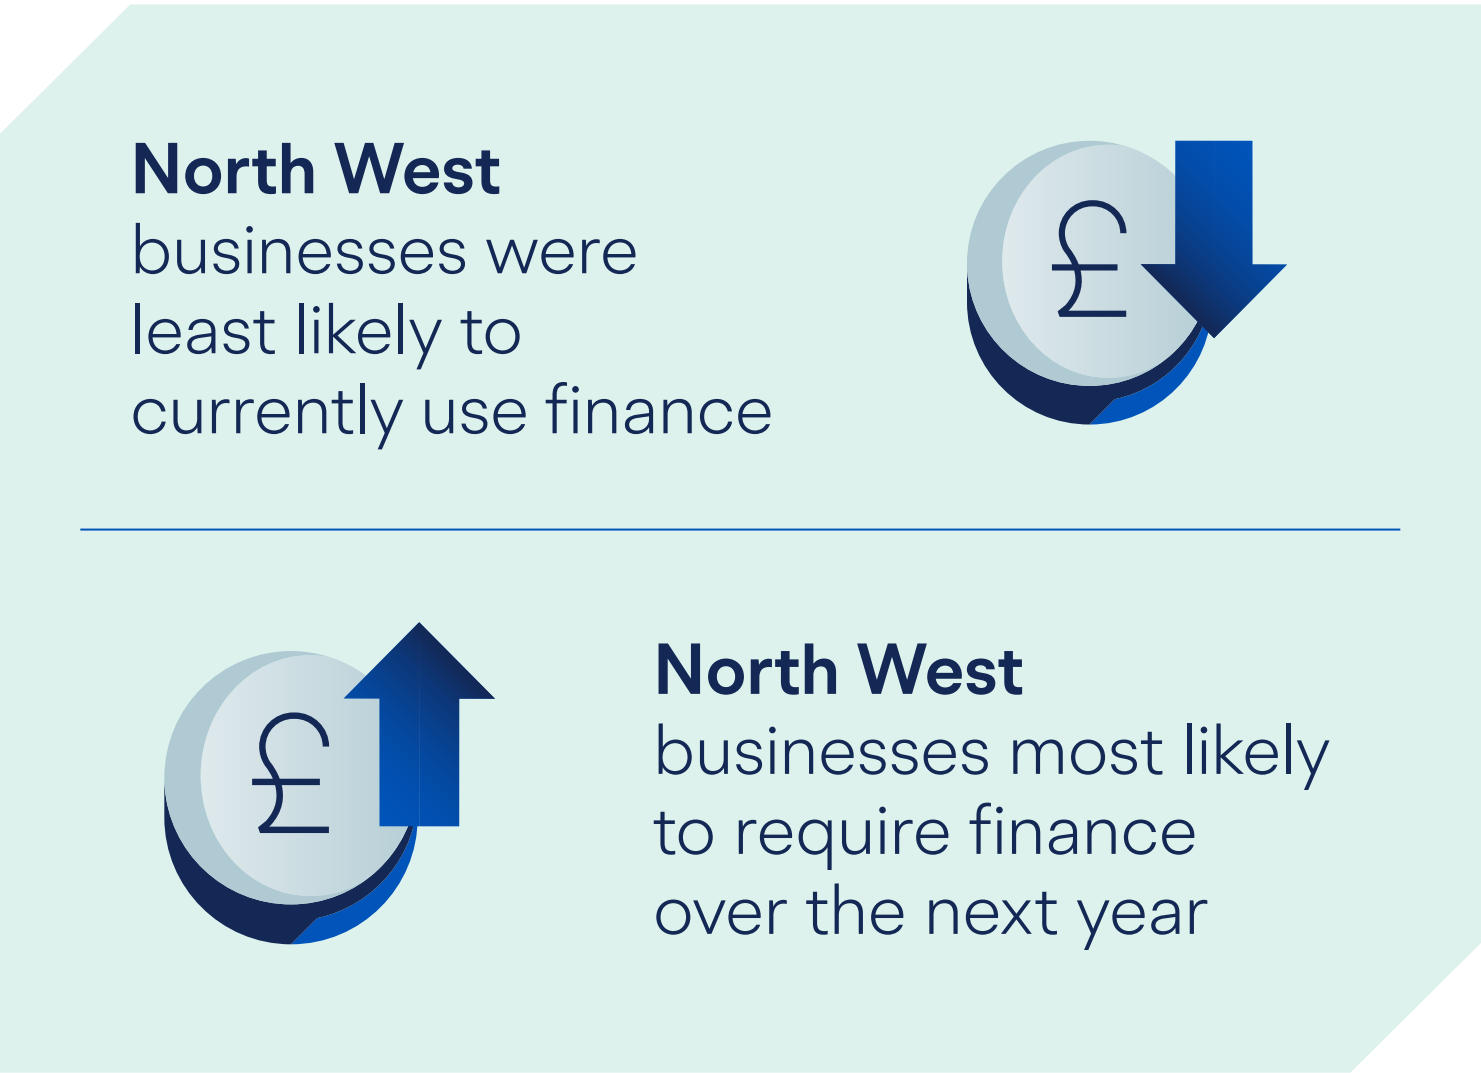 North West
businesses were
least likely to
currently use finance
£
£
North West
businesses most likely
to require finance
over the next year